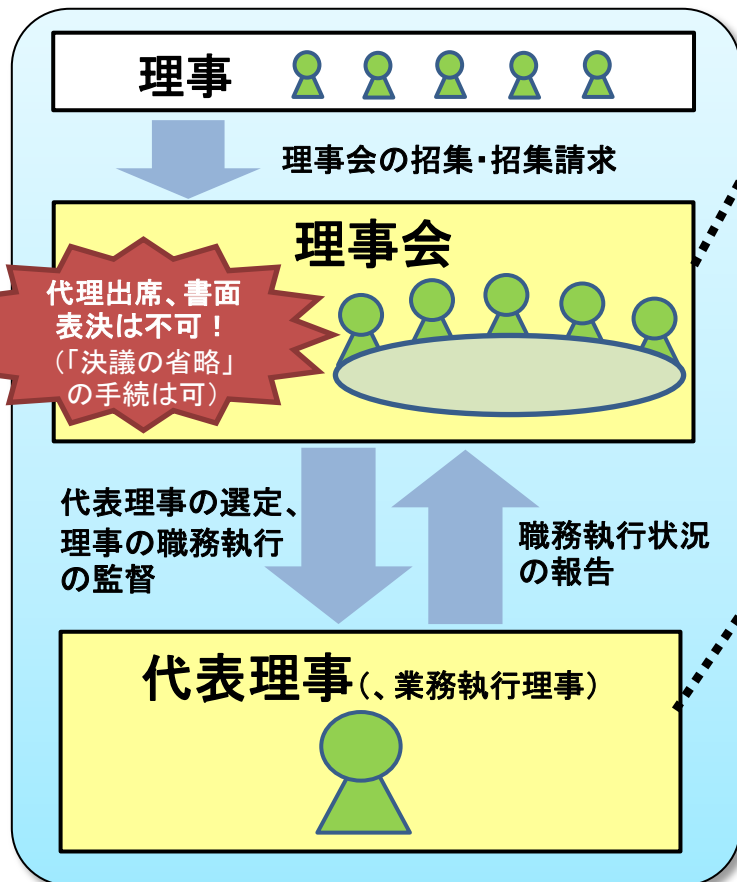 理事
理事会の招集・招集請求
理事会
代理出席、書面
表決は不可！
（「決議の省略」
の手続は可）
代表理事の選定、
理事の職務執行
の監督
職務執行状況
の報告
代表理事（、業務執行理事）